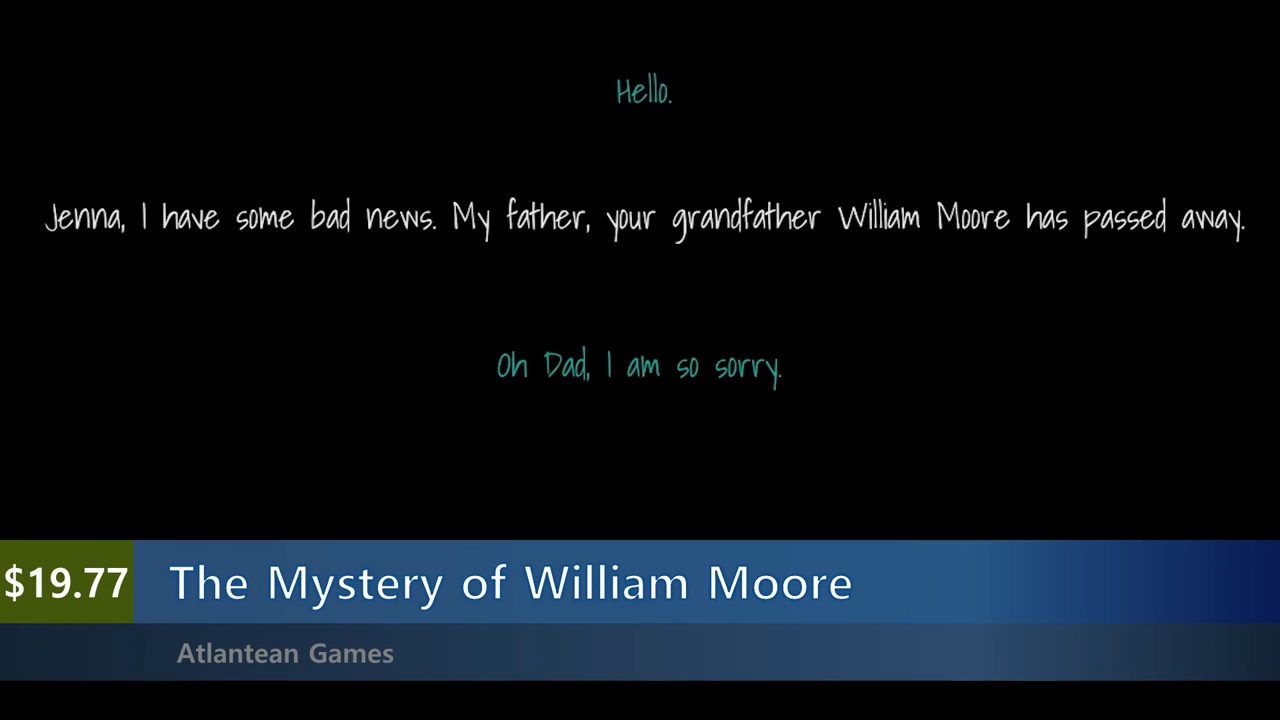 Hello.
Jenna, I have some bad news. My father, your grandfather William Moore has passed away.
Oh Dad, I am so sorry.
$19.77
The Mystery of William Moore
Atlantean Games